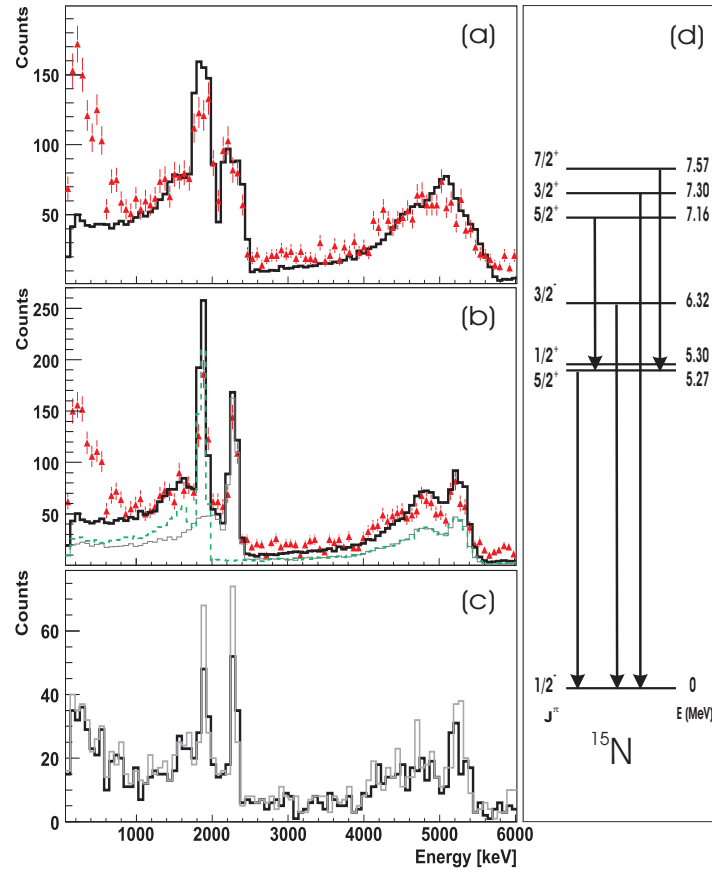 Counts
(a)
150
100
50
Counts
(b)
250
200
150
100
50
Counts
(c)
60
40
20
0
1000 2000 3000 4000 5000 6000
Energy [keV]
(d)
7/2+ 7.57
3/2+ 7.30
5/2+ 7.16
3/2- 6.32
1/2+ 5.30
5/2+ 5.27
1/2- 0
Jπ E (MeV)
15N